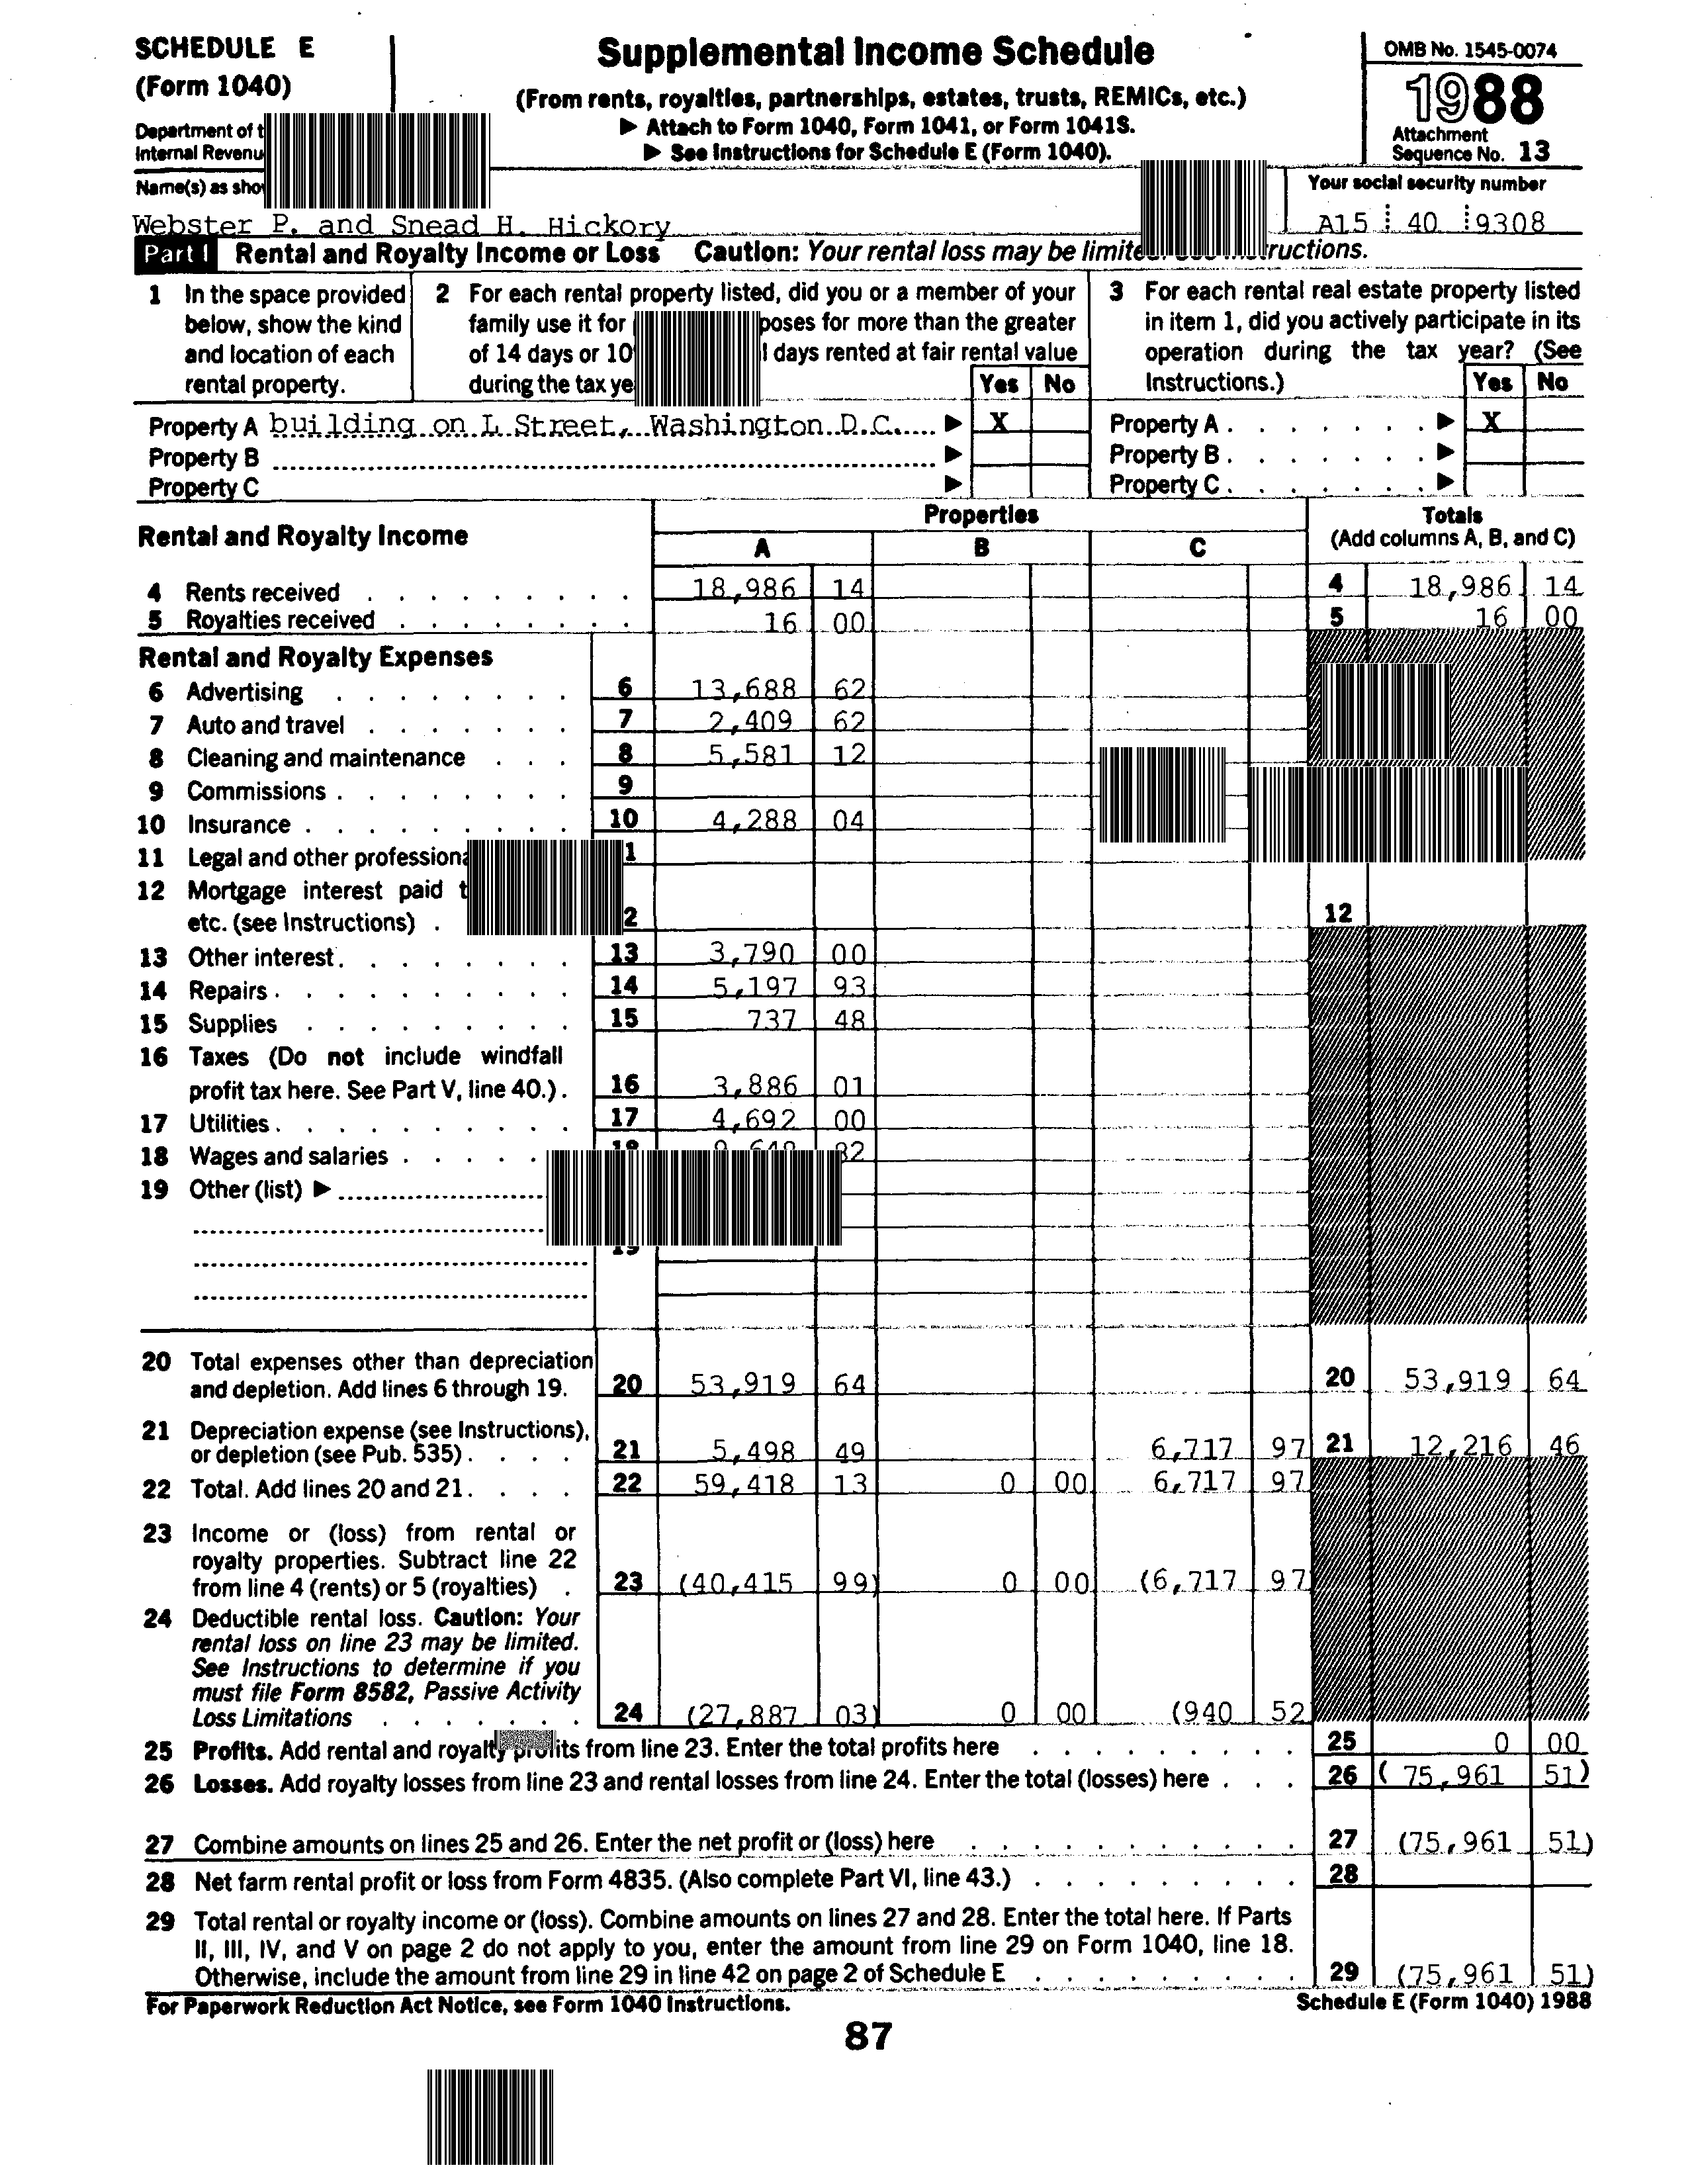 SCHEDULE E
(Form 1040)
Department of t
Internal Revenu
Supplemental Income Schedule
(From rents, royalties, partnerships, estates, trusts, REMICs, etc.)
▶ Attach to Form 1040, Form 1041, or Form 1041S.
▶ See Instructions for Schedule E (Form 1040).
OMB No. 1545-0074
1988
Attachment
Sequence No. 13
Name(s) as sho
Your social security number
Webster P. and Snead H. Hickory
A15 40 9308
Part I Rental and Royalty Income or Loss Caution: Your rental loss may be limite ructions.
1 In the space provided below, show the kind and location of each rental property.
2 For each rental property listed, did you or a member of your
family use it for poses for more than the greater
of 14 days or 10 l days rented at fair rental value
during the tax ye
Yes No
3 For each rental real estate property listed
in item 1, did you actively participate in its
operation during the tax year? (See
Instructions.)
Yes No
Property A building on L Street, Washington D.C. ▶ X
Property A ▶ X
Property B ▶
Property B ▶
Property C ▶
Property C ▶
Rental and Royalty Income
Properties
A B C
Totals
(Add columns A, B, and C)
4 Rents received 18,986 14 4 18,986 14
5 Royalties received 16 00 5 16 00
Rental and Royalty Expenses
6 Advertising 6 13,688 62
7 Auto and travel 7 2,409 62
8 Cleaning and maintenance 8 5,581 12
9 Commissions 9
10 Insurance 10 4,288 04
11 Legal and other professiona 1
12 Mortgage interest paid t
etc. (see Instructions) 2 12
13 Other interest 13 3,790 00
14 Repairs 14 5,197 93
15 Supplies 15 737 48
16 Taxes (Do not include windfall
profit tax here. See Part V, line 40.) 16 3,886 01
17 Utilities 17 4,692 00
18 Wages and salaries 18
19 Other (list) ▶
19
20 Total expenses other than depreciation
and depletion. Add lines 6 through 19. 20 53,919 64 20 53,919 64
21 Depreciation expense (see Instructions),
or depletion (see Pub. 535) 21 5,498 49 6,717 97 21 12,216 46
22 Total. Add lines 20 and 21 22 59,418 13 0 00 6,717 97
23 Income or (loss) from rental or
royalty properties. Subtract line 22
from line 4 (rents) or 5 (royalties) 23 (40,415 99) 0 00 (6,717 97
24 Deductible rental loss. Caution: Your
rental loss on line 23 may be limited.
See Instructions to determine if you
must file Form 8582, Passive Activity
Loss Limitations 24 (27,887 03) 0 00 (940 52
25 Profits. Add rental and royalty profits from line 23. Enter the total profits here 25 0 00
26 Losses. Add royalty losses from line 23 and rental losses from line 24. Enter the total (losses) here 26 ( 75,961 51)
27 Combine amounts on lines 25 and 26. Enter the net profit or (loss) here 27 (75,961 51)
28 Net farm rental profit or loss from Form 4835. (Also complete Part VI, line 43.) 28
29 Total rental or royalty income or (loss). Combine amounts on lines 27 and 28. Enter the total here. If Parts
II, III, IV, and V on page 2 do not apply to you, enter the amount from line 29 on Form 1040, line 18.
Otherwise, include the amount from line 29 in line 42 on page 2 of Schedule E 29 (75,961 51)
For Paperwork Reduction Act Notice, see Form 1040 Instructions.
Schedule E (Form 1040) 1988
87